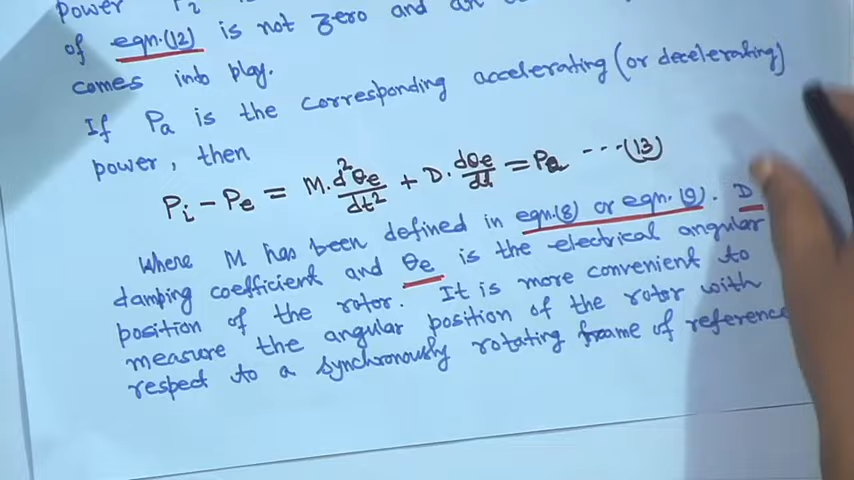 power P
of eqn.(12) is not zero and an
comes into play.
If Pa is the corresponding accelerating (or decelerating)
power, then
Pi - Pe = M. d²θe/dt² + D. dθe/dt = Pa ---(13)
Where M has been defined in eqn.(8) or eqn.(9). D
damping coefficient and θe is the electrical angular
position of the rotor. It is more convenient to
measure the angular position of the rotor with
respect to a synchronously rotating frame of reference